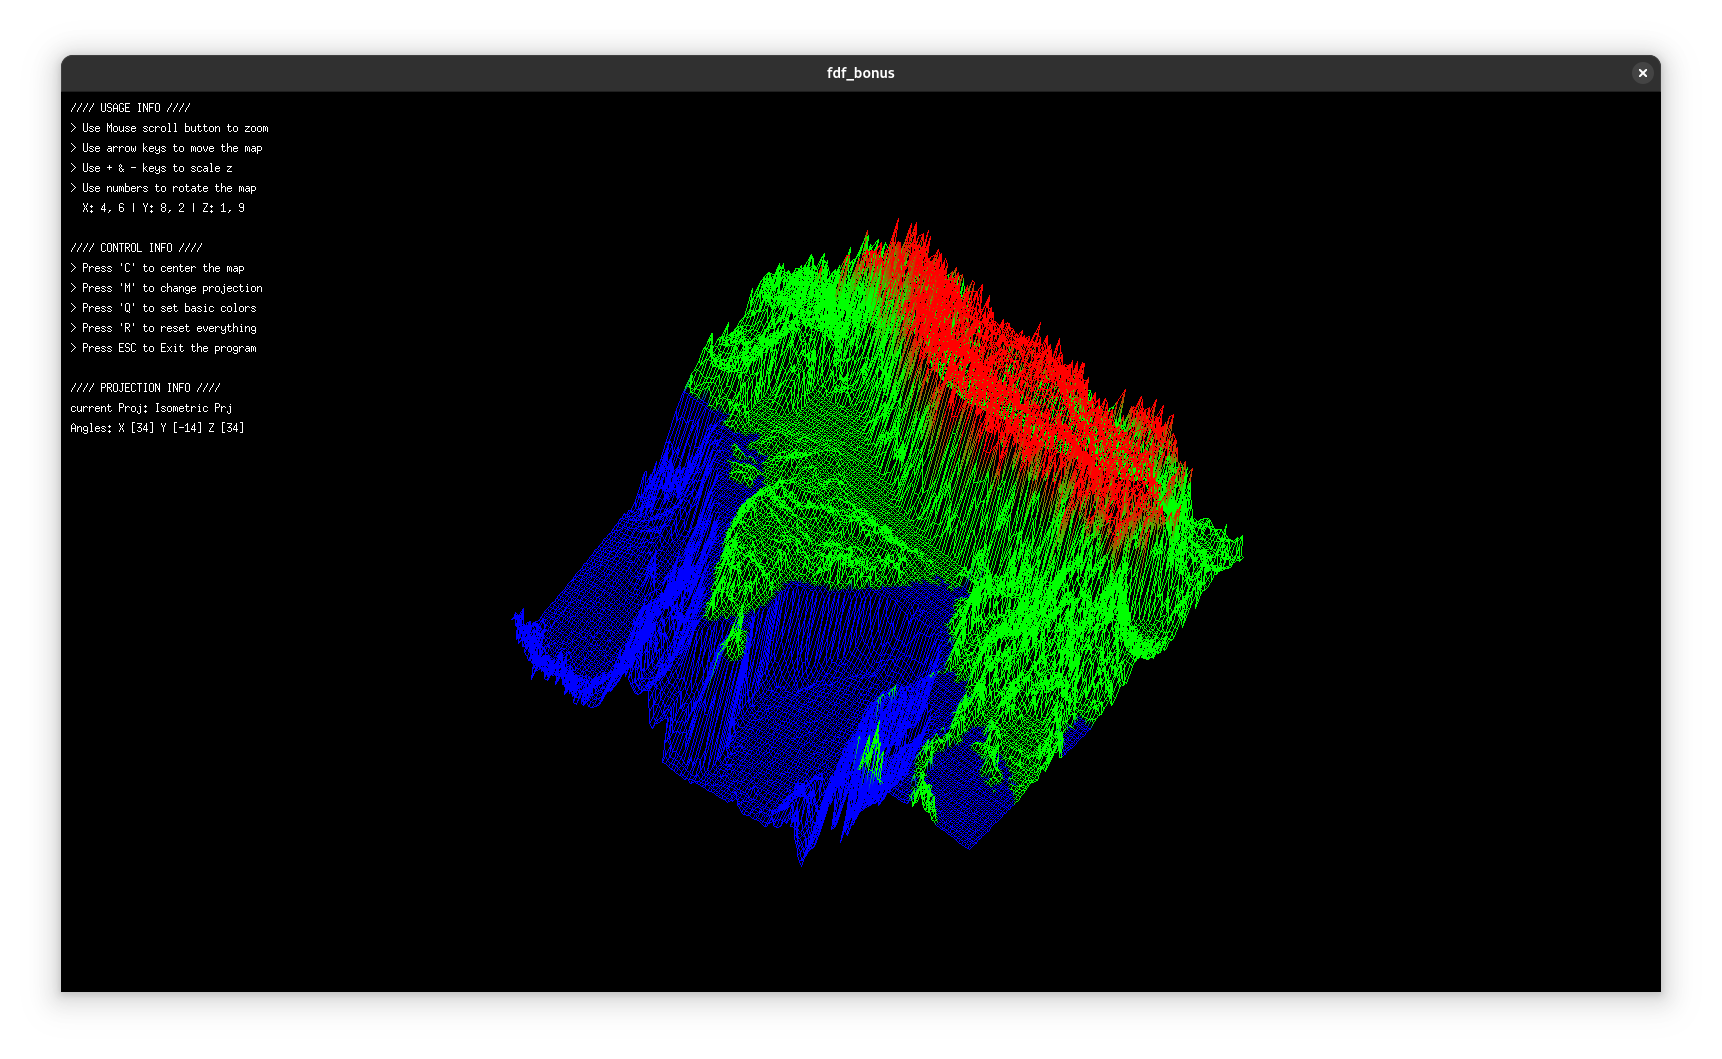 fdf_bonus
//// USAGE INFO ////
> Use Mouse scroll button to zoom
> Use arrow keys to move the map
> Use + & - keys to scale z
> Use numbers to rotate the map
X: 4, 6 | Y: 8, 2 | Z: 1, 9
//// CONTROL INFO ////
> Press 'C' to center the map
> Press 'M' to change projection
> Press 'Q' to set basic colors
> Press 'R' to reset everything
> Press ESC to Exit the program
//// PROJECTION INFO ////
current Proj: Isometric Prj
Angles: X [34] Y [-14] Z [34]